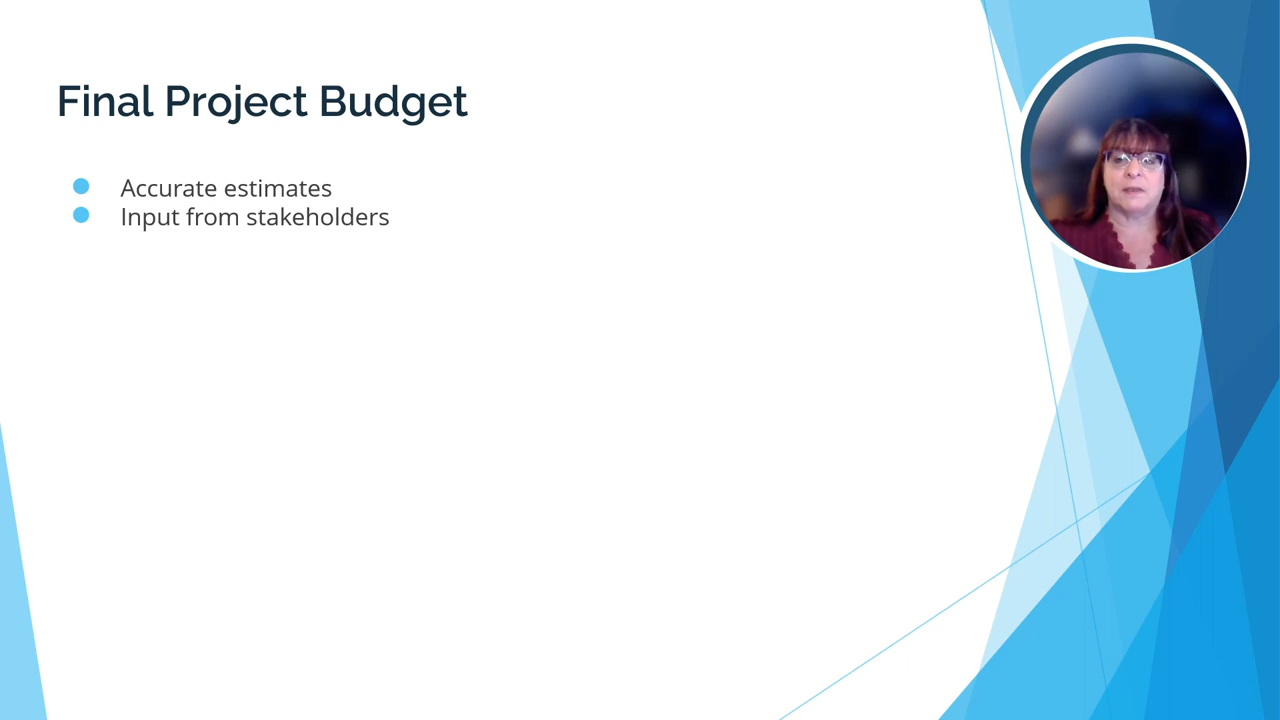 Final Project Budget
Accurate estimates
Input from stakeholders